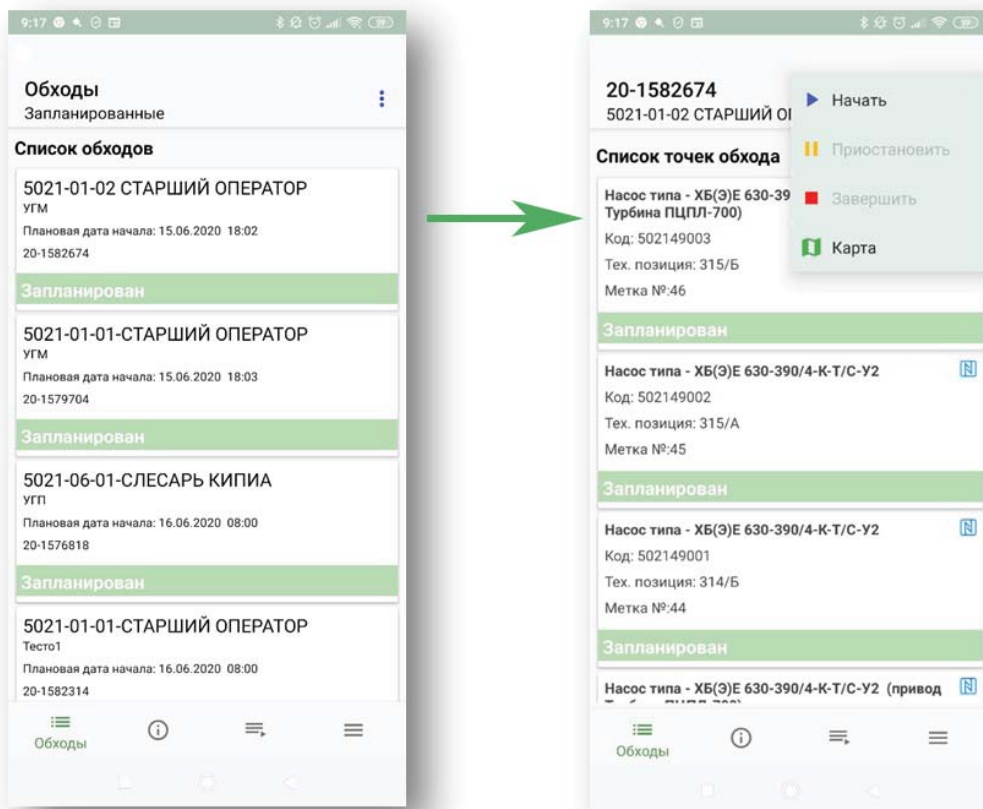 9:17
59
Обходы
Запланированные
Список обходов
5021-01-02 СТАРШИЙ ОПЕРАТОР
УГМ
Плановая дата начала: 15.06.2020 18:02
20-1582674
Запланирован
5021-01-01-СТАРШИЙ ОПЕРАТОР
УГМ
Плановая дата начала: 15.06.2020 18:03
20-1579704
Запланирован
5021-06-01-СЛЕСАРЬ КИПИА
УГП
Плановая дата начала: 16.06.2020 08:00
20-1576818
Запланирован
5021-01-01-СТАРШИЙ ОПЕРАТОР
Тесто1
Плановая дата начала: 16.06.2020 08:00
20-1582314
Обходы
9:17
59
20-1582674
5021-01-02 СТАРШИЙ ОП
Начать
Приостановить
Завершить
Карта
Список точек обхода
Насос типа - ХБ(Э)Е 630-39
Турбина ПЦПЛ-700)
Код: 502149003
Тех. позиция: 315/Б
Метка №:46
Запланирован
Насос типа - ХБ(Э)Е 630-390/4-К-Т/С-У2
Код: 502149002
Тех. позиция: 315/А
Метка №:45
Запланирован
Насос типа - ХБ(Э)Е 630-390/4-К-Т/С-У2
Код: 502149001
Тех. позиция: 314/Б
Метка №:44
Запланирован
Насос типа - ХБ(Э)Е 630-390/4-К-Т/С-У2 (привод
Обходы